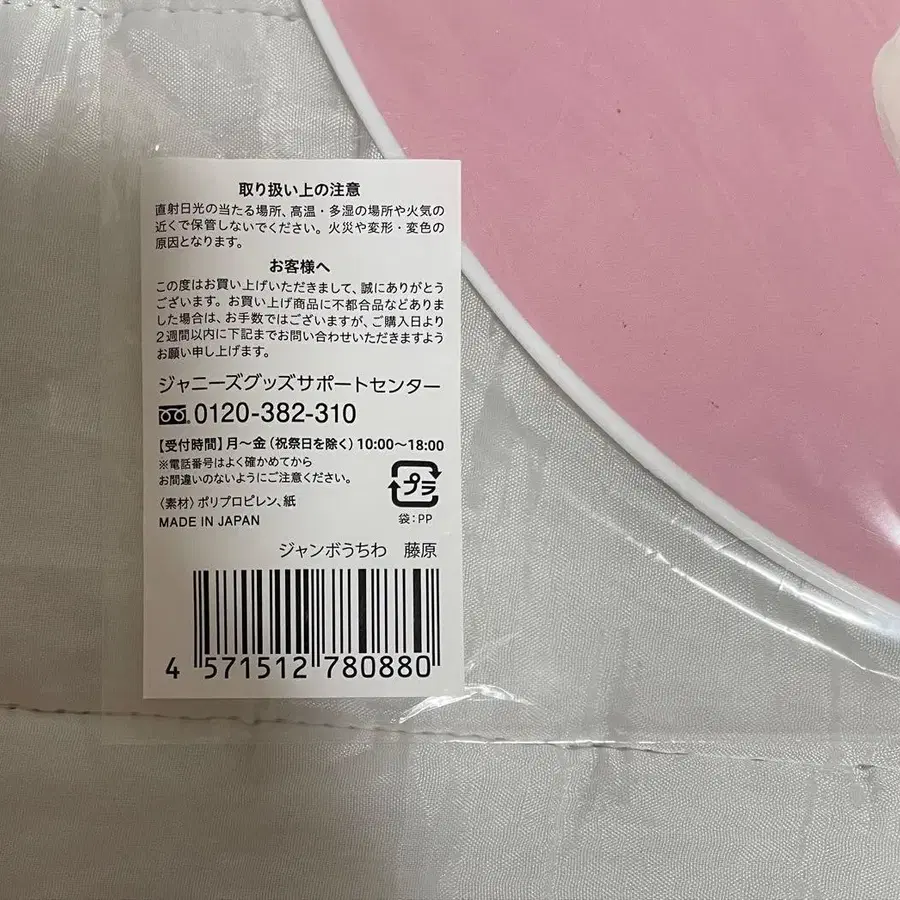 取り扱い上の注意
直射日光の当たる場所、高温・多湿の場所や火気の
近くで保管しないでください。火災や変形・変色の
原因となります。
お客様へ
この度はお買い上げいただきまして、誠にありがとう
ございます。お買い上げ商品に不都合品などありま
した場合は、お手数ではございますが、ご購入日より
2週間以内に下記までお問い合わせいただきますよう
お願い申し上げます。
ジャニーズグッズサポートセンター
0120-382-310
【受付時間】月〜金（祝祭日を除く）10:00〜18:00
※電話番号はよく確かめてから
お間違いのないようにご注意ください。
〈素材〉ポリプロピレン、紙
MADE IN JAPAN
プラ
袋：PP
ジャンボうちわ 藤原
4 571512 780880